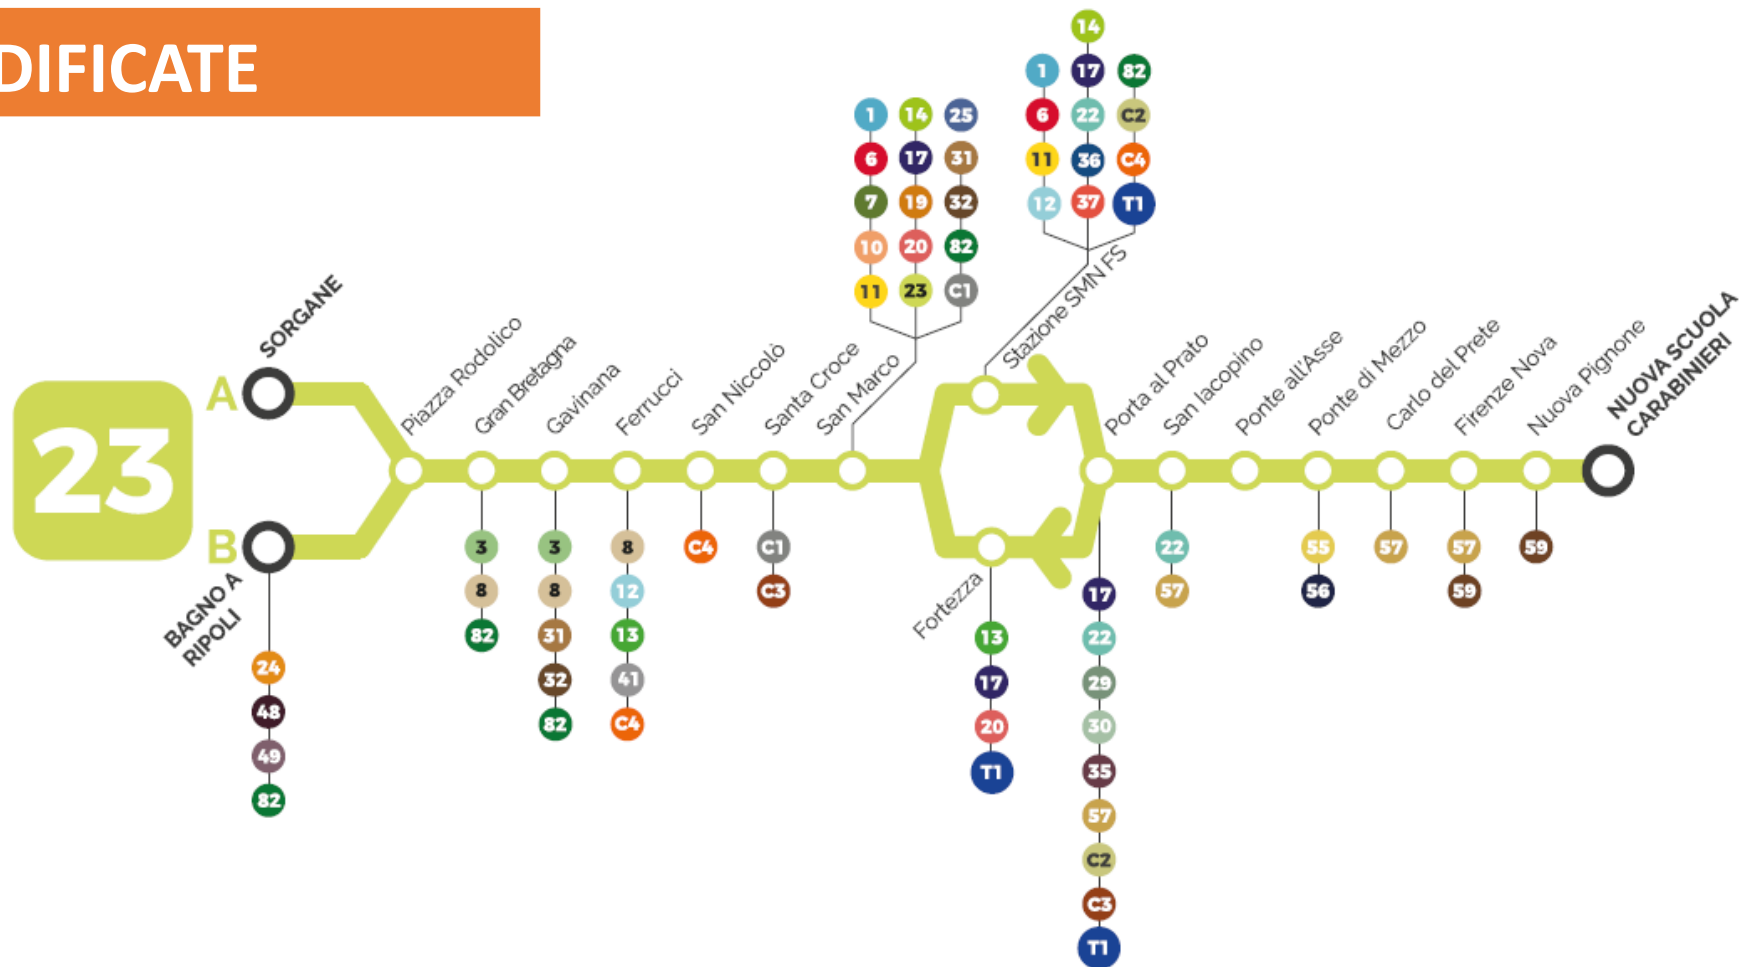 DIFICATE
23
A
SORGANE
B
BAGNO A
RIPOLI
24
48
49
82
Piazza Rodolico
Gran Bretagna
3
8
82
Gavinana
3
8
31
32
82
Ferrucci
8
12
13
41
C4
San Niccolò
C4
Santa Croce
C1
C3
San Marco
1 14 25
6 17 31
7 19 32
10 20 82
11 23 C1
Stazione SMN FS
14
1 17 82
6 22 C2
11 36 C4
12 37 T1
Fortezza
13
17
20
T1
Porta al Prato
17
22
29
30
35
57
C2
C3
T1
San Iacopino
22
57
Ponte all'Asse
Ponte di Mezzo
55
56
Carlo del Prete
57
Firenze Nova
57
59
Nuova Pignone
59
NUOVA SCUOLA
CARABINIERI